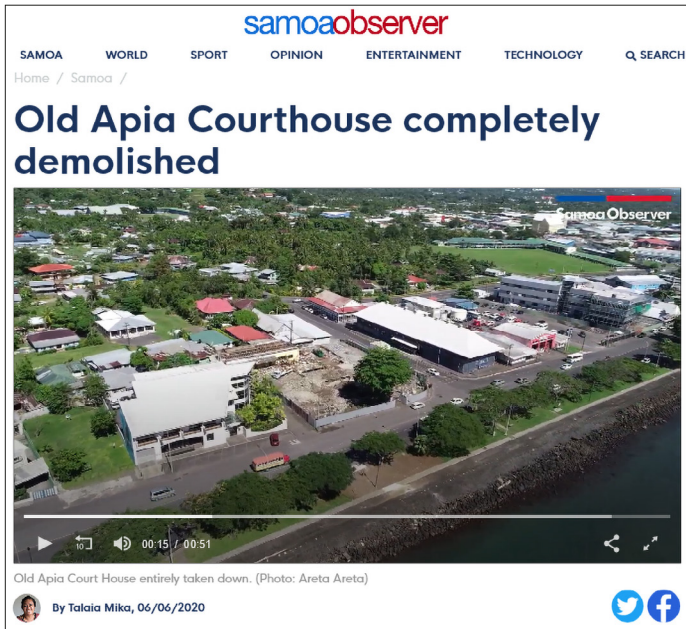 samoaobserver
SAMOA WORLD SPORT OPINION ENTERTAINMENT TECHNOLOGY SEARCH
Home / Samoa /
Old Apia Courthouse completely
demolished
Samoa Observer
10 00:15 / 00:51
Old Apia Court House entirely taken down. (Photo: Areta Areta)
By Talaia Mika, 06/06/2020